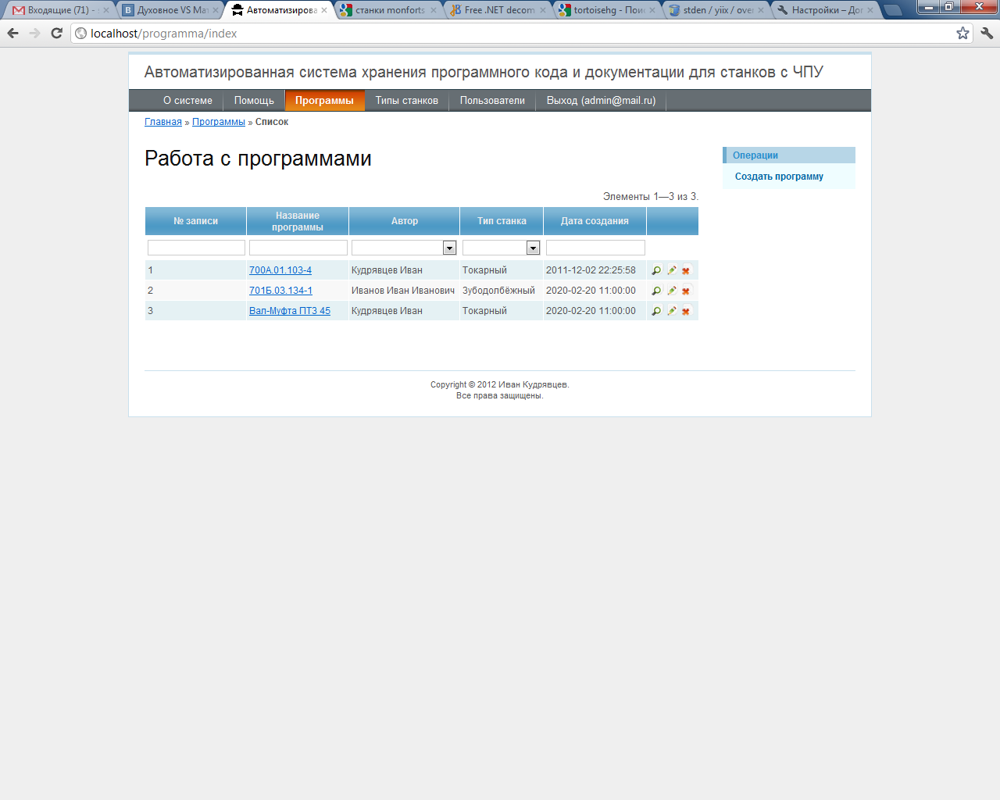 Входящие (71) -
Духовное VS Мат
Автоматизирова
станки monforts
Free .NET decom
tortoisehg - Пои
stden / yiix / over
Настройки – До
localhost/programma/index
Автоматизированная система хранения программного кода и документации для станков с ЧПУ
О системе Помощь Программы Типы станков Пользователи Выход (admin@mail.ru)
Главная » Программы » Список
Работа с программами
Операции
Создать программу
Элементы 1—3 из 3.
№ записи Название программы Автор Тип станка Дата создания
1 700А.01.103-4 Кудрявцев Иван Токарный 2011-12-02 22:25:58
2 701Б.03.134-1 Иванов Иван Иванович Зубодолбёжный 2020-02-20 11:00:00
3 Вал-Муфта ПТЗ 45 Кудрявцев Иван Токарный 2020-02-20 11:00:00
Copyright © 2012 Иван Кудрявцев.
Все права защищены.